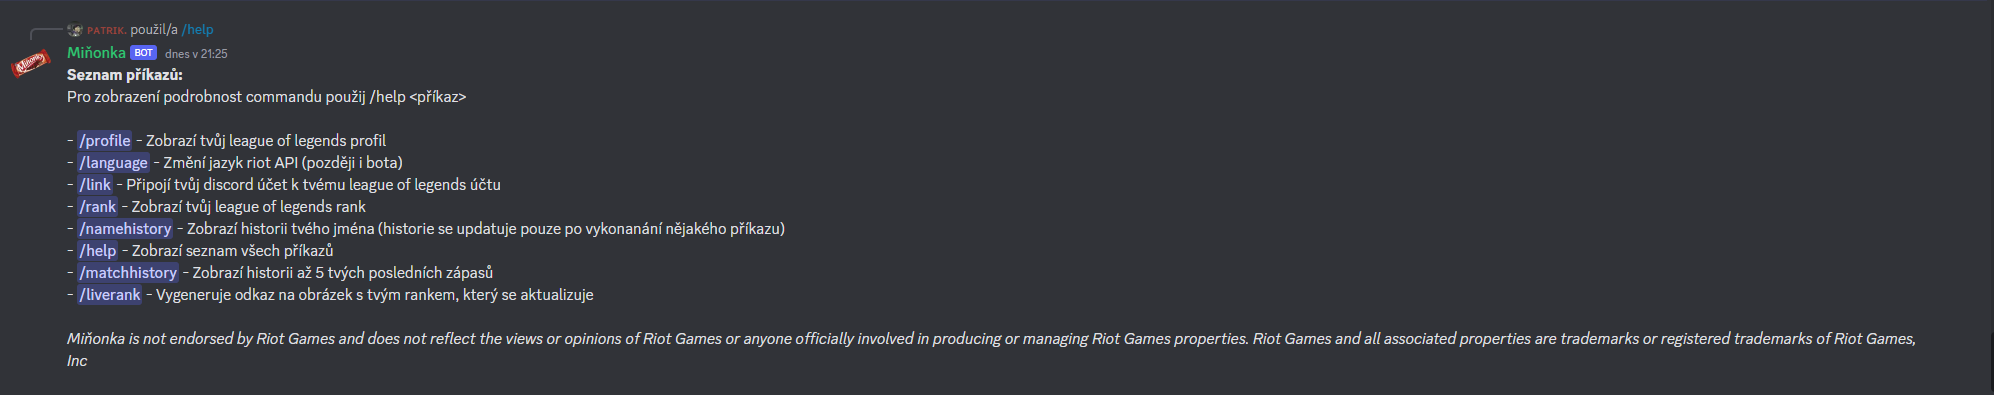 PATRIK. použil/a /help
Miňonka BOT dnes v 21:25
Seznam příkazů:
Pro zobrazení podrobnost commandu použij /help <příkaz>
- /profile - Zobrazí tvůj league of legends profil
- /language - Změní jazyk riot API (později i bota)
- /link - Připojí tvůj discord účet k tvému league of legends účtu
- /rank - Zobrazí tvůj league of legends rank
- /namehistory - Zobrazí historii tvého jména (historie se updatuje pouze po vykonanání nějakého příkazu)
- /help - Zobrazí seznam všech příkazů
- /matchhistory - Zobrazí historii až 5 tvých posledních zápasů
- /liverank - Vygeneruje odkaz na obrázek s tvým rankem, který se aktualizuje
Miňonka is not endorsed by Riot Games and does not reflect the views or opinions of Riot Games or anyone officially involved in producing or managing Riot Games properties. Riot Games and all associated properties are trademarks or registered trademarks of Riot Games,
Inc